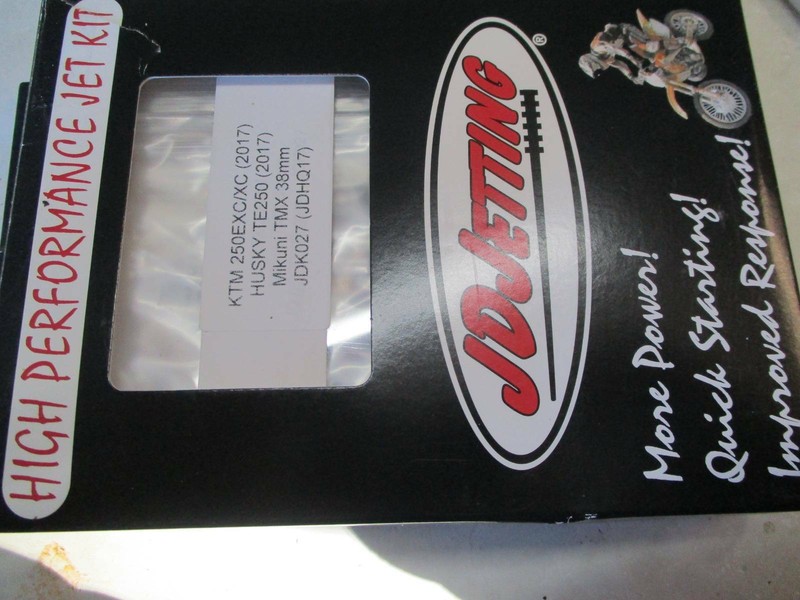 HIGH PERFORMANCE JET KIT
KTM 250EXC/XC (2017)
HUSKY TE250 (2017)
Mikuni TMX 38mm
JDK027 (JDHQ17)
JDJETTING®
More Power!
Quick Starting!
Improved Response!